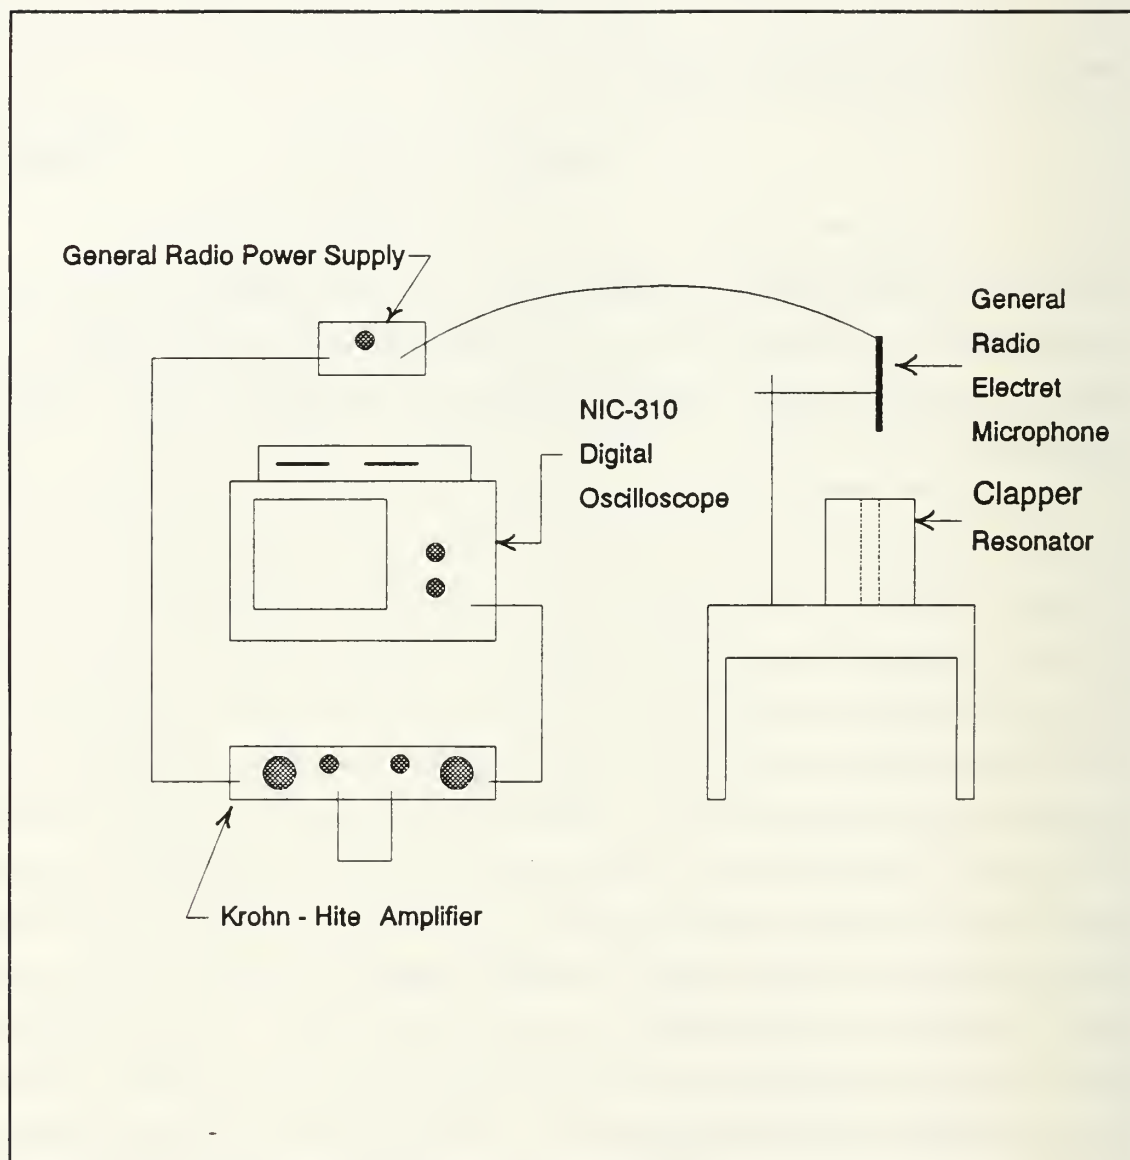 General Radio Power Supply
General
Radio
Electret
Microphone
NIC-310
Digital
Oscilloscope
Clapper
Resonator
Krohn - Hite Amplifier